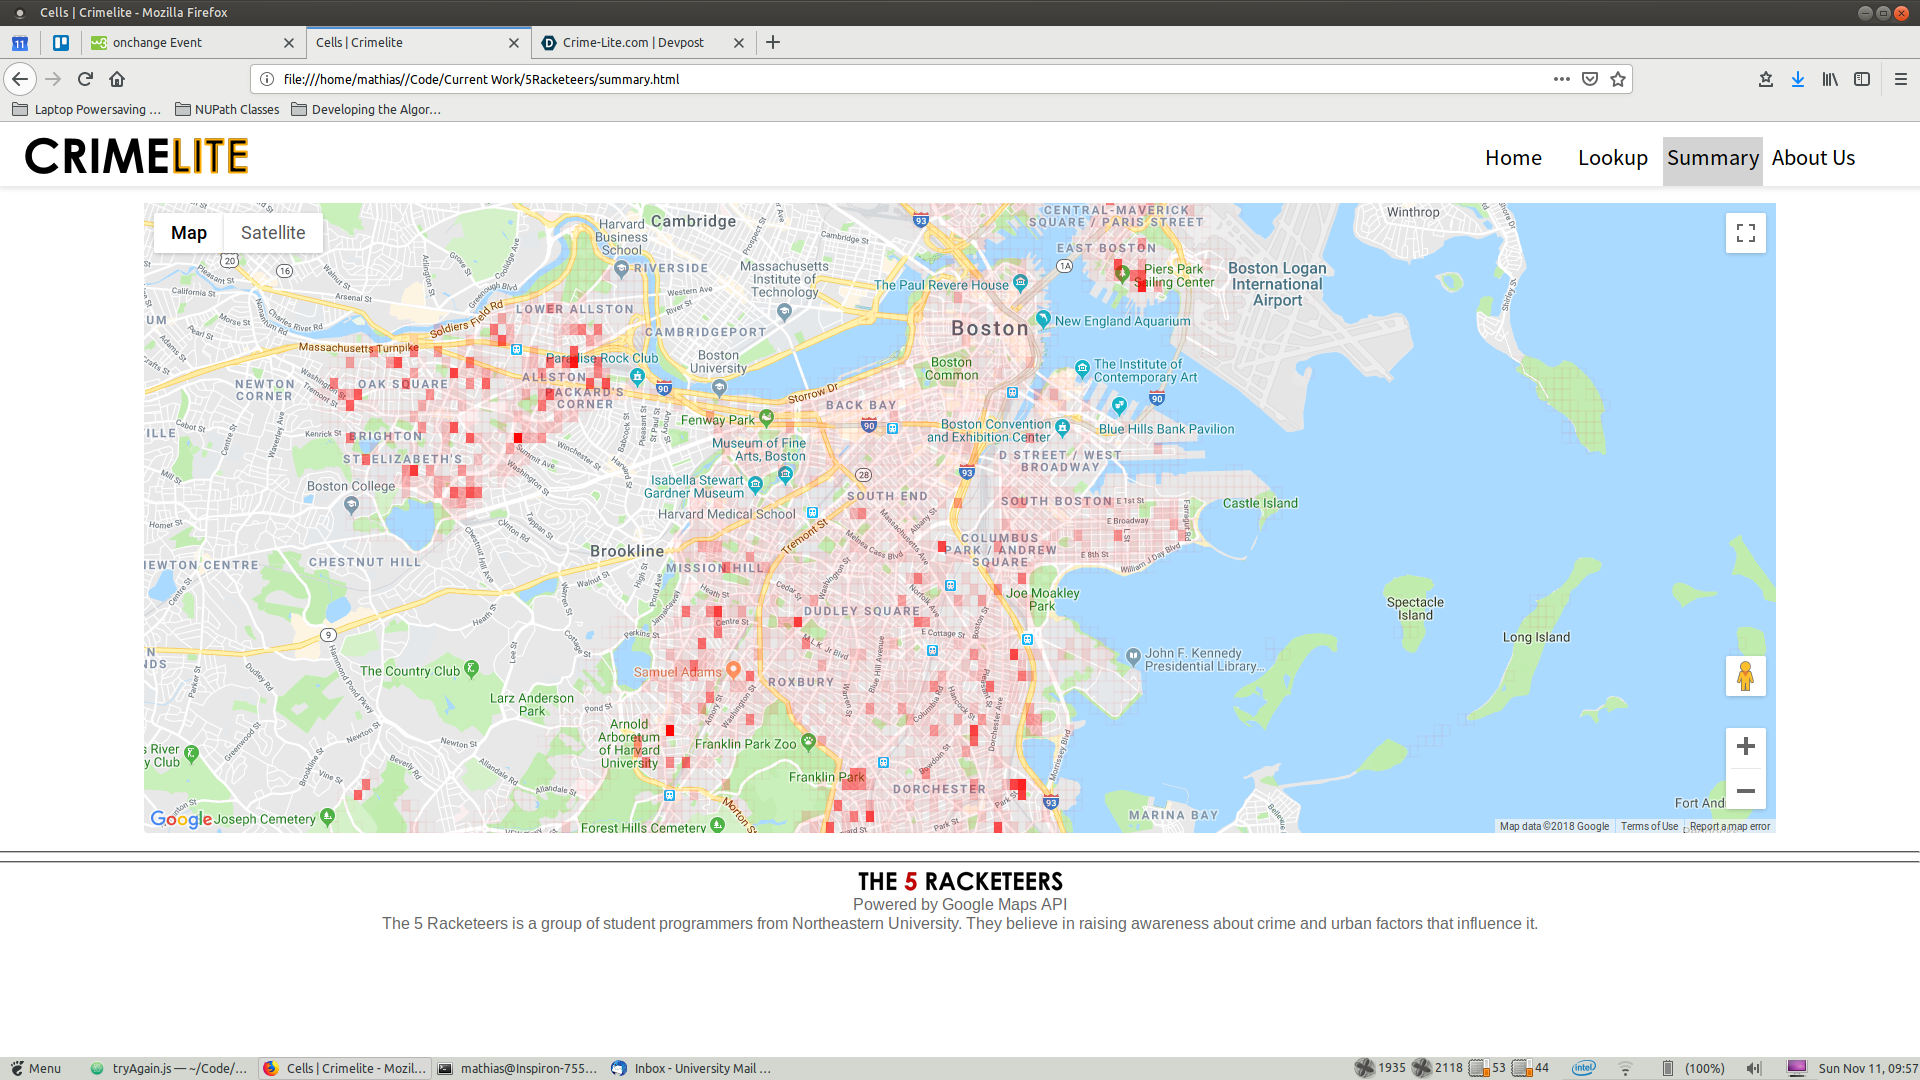 Cells | Crimelite - Mozilla Firefox
11
onchange Event
Cells | Crimelite
Crime-Lite.com | Devpost
file:///home/mathias//Code/Current Work/5Racketeers/summary.html
Laptop Powersaving …
NUPath Classes
Developing the Algor…
CRIMELITE
Home
Lookup
Summary
About Us
Map
Satellite
Cambridge
Harvard
Business
School
RIVERSIDE
Massachusetts
Institute of
Technology
CAMBRIDGEPORT
LOWER ALLSTON
Soldiers Field Rd
Massachusetts Turnpike
Paradise Rock Club
Boston
University
ALLSTON
PACKARD'S
CORNER
OAK SQUARE
NEWTON
CORNER
BRIGHTON
ST. ELIZABETH'S
Boston College
CHESTNUT HILL
EWTON CENTRE
Brookline
The Paul Revere House
Boston
New England Aquarium
Boston
Common
The Institute of
Contemporary Art
CENTRAL-MAVERICK
SQUARE / PARIS STREET
EAST BOSTON
Piers Park
Sailing Center
Boston Logan
International
Airport
Winthrop
Storrow Dr
BACK BAY
Fenway Park
Museum of Fine
Arts, Boston
Isabella Stewart
Gardner Museum
Harvard Medical School
Boston Convention
and Exhibition Center
Blue Hills Bank Pavilion
D STREET / WEST
BROADWAY
SOUTH END
SOUTH BOSTON
E 1st St
E Broadway
E 8th St
William J Day Blvd
Castle Island
COLUMBUS
PARK / ANDREW
SQUARE
MISSION HILL
Tremont St
Joe Moakley
Park
DUDLEY SQUARE
Spectacle
Island
Long Island
John F. Kennedy
Presidential Library…
Samuel Adams
ROXBURY
The Country Club
Larz Anderson
Park
Arnold
Arboretum
of Harvard
University
Franklin Park Zoo
Franklin Park
DORCHESTER
Forest Hills Cemetery
Morton St
Joseph Cemetery
MARINA BAY
Google
Map data ©2018 Google
Terms of Use
Report a map error
THE 5 RACKETEERS
Powered by Google Maps API
The 5 Racketeers is a group of student programmers from Northeastern University. They believe in raising awareness about crime and urban factors that influence it.
Menu
tryAgain.js — ~/Code/…
Cells | Crimelite - Mozil…
mathias@Inspiron-755…
Inbox - University Mail …
1935
2118
53
44
intel
(100%)
Sun Nov 11, 09:57